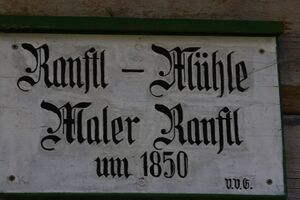 Ranftl – Mühle
Maler Ranftl
um 1850
v.v.G.